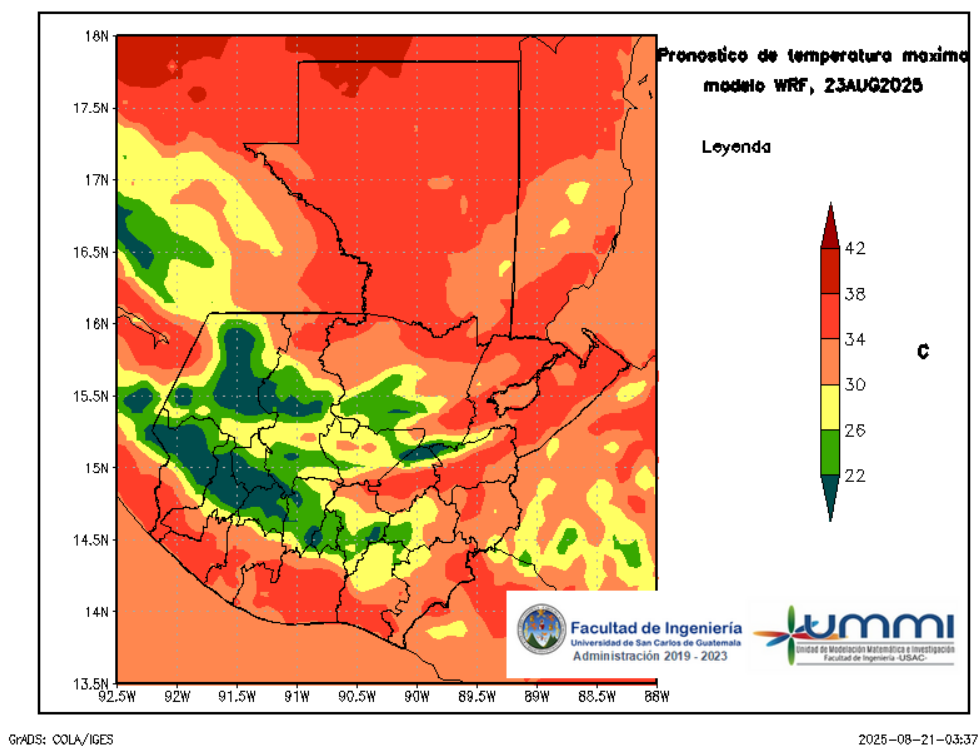 Pronostico de temperatura maxima
modelo WRF, 23AUG2025
Leyenda
42
38
34
30
26
22
C
18N
17.5N
17N
16.5N
16N
15.5N
15N
14.5N
14N
13.5N
92.5W
92W
91.5W
91W
90.5W
90W
89.5W
89W
88.5W
88W
Facultad de Ingeniería
Universidad de San Carlos de Guatemala
Administración 2019 - 2023
ummi
Unidad de Modelación Matemática e Investigación
Facultad de Ingeniería -USAC-
GrADS: COLA/IGES
2025-08-21-03:37